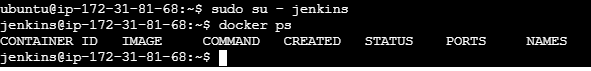 ubuntu@ip-172-31-81-68:~$ sudo su - jenkins
jenkins@ip-172-31-81-68:~$ docker ps
CONTAINER ID   IMAGE     COMMAND   CREATED   STATUS    PORTS     NAMES
jenkins@ip-172-31-81-68:~$